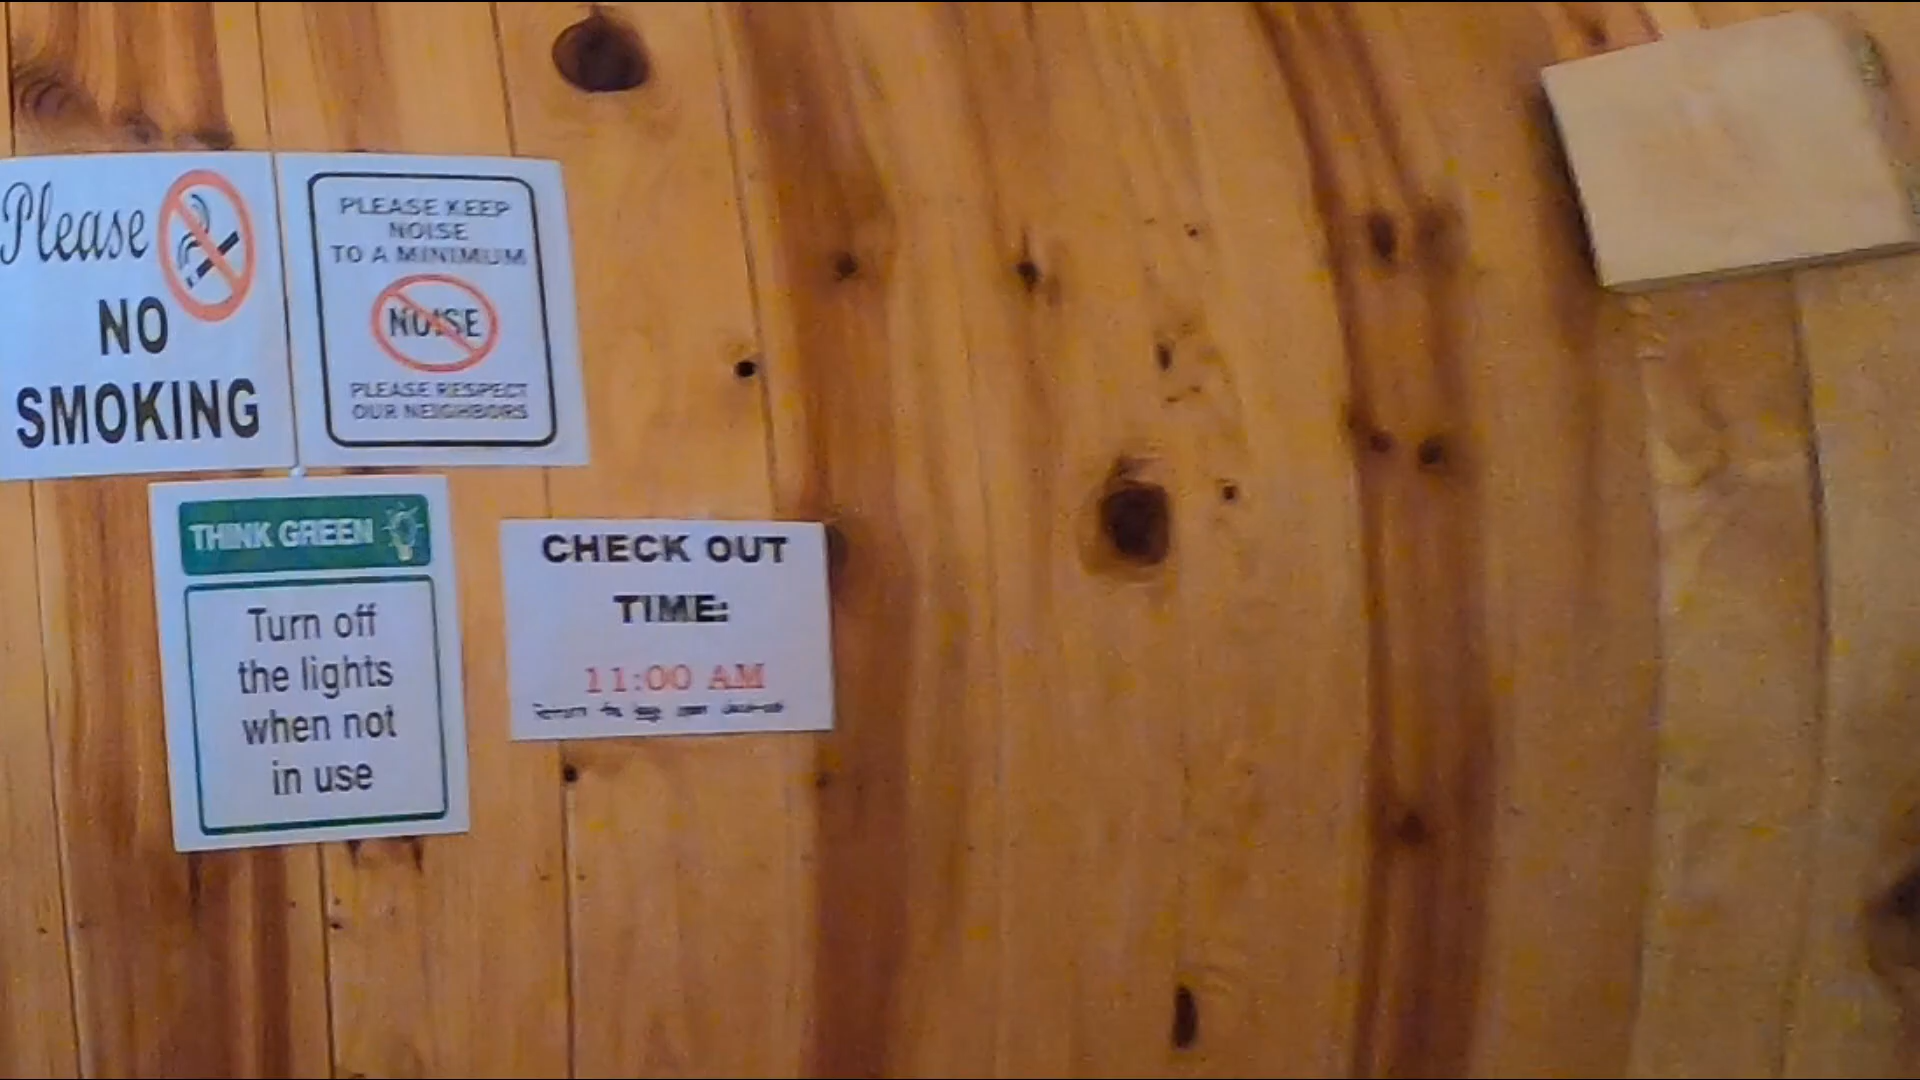 Please
NO
SMOKING
PLEASE KEEP
NOISE
TO A MINIMUM
NOISE
PLEASE RESPECT
OUR NEIGHBORS
THINK GREEN
Turn off
the lights
when not
in use
CHECK OUT
TIME:
11:00 AM